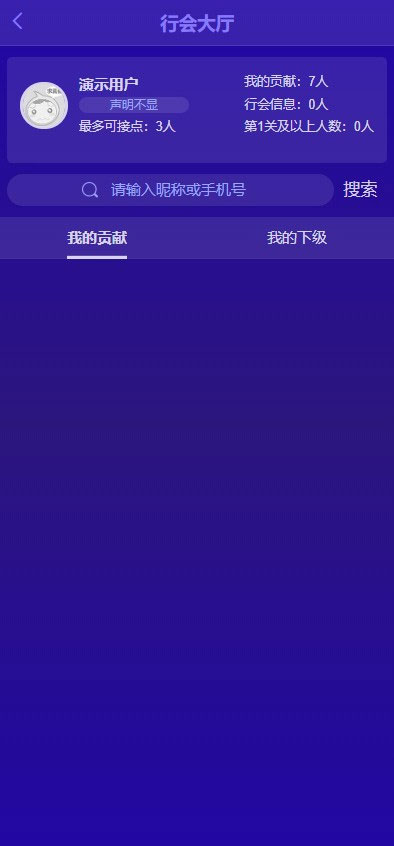 行会大厅
演示用户
声明不显
最多可接点：3人
我的贡献：7人
行会信息：0人
第1关及以上人数：0人
请输入昵称或手机号
搜索
我的贡献
我的下级